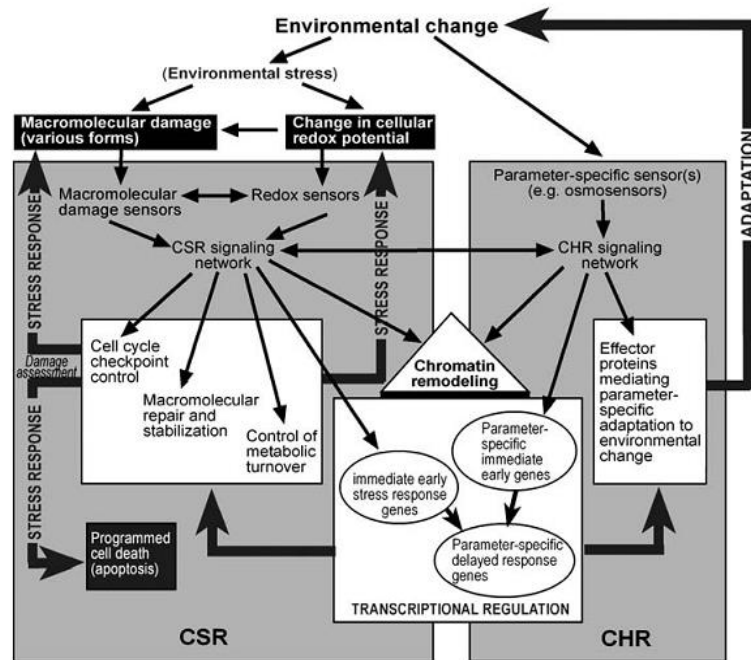 Environmental change
(Environmental stress)
Macromolecular damage
(various forms)
Change in cellular
redox potential
Macromolecular
damage sensors
Redox sensors
Parameter-specific sensor(s)
(e.g. osmosensors)
CSR signaling
network
CHR signaling
network
STRESS RESPONSE
STRESS RESPONSE
ADAPTATION
Cell cycle
checkpoint
control
Macromolecular
repair and
stabilization
Control of
metabolic
turnover
Chromatin
remodeling
Effector
proteins
mediating
parameter-
specific
adaptation to
environmental
change
Damage
assessment
STRESS RESPONSE
Parameter-
specific
immediate
early genes
immediate early
stress response
genes
Parameter-specific
delayed response
genes
Programmed
cell death
(apoptosis)
TRANSCRIPTIONAL REGULATION
CSR
CHR